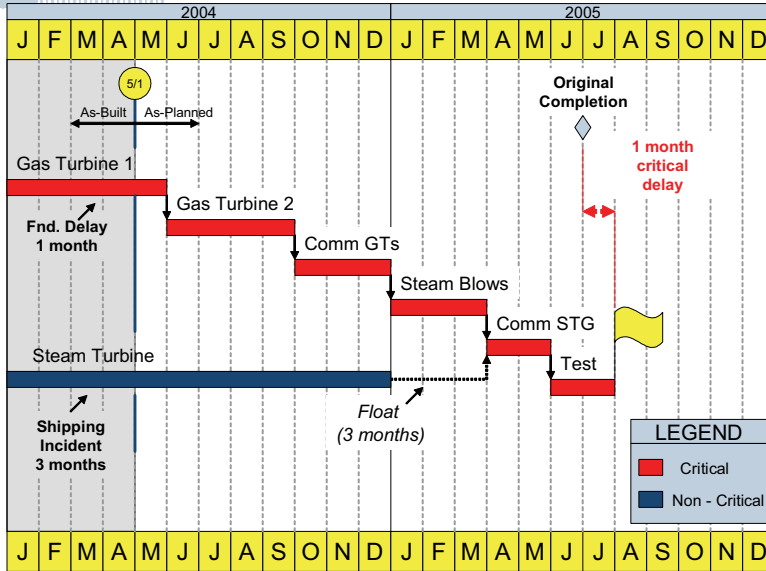 2004 2005
J F M A M J J A S O N D J F M A M J J A S O N D
5/1
As-Built As-Planned
Original
Completion
1 month
critical
delay
Gas Turbine 1
Fnd. Delay
1 month
Gas Turbine 2
Comm GTs
Steam Blows
Comm STG
Test
Steam Turbine
Shipping
Incident
3 months
Float
(3 months)
LEGEND
Critical
Non - Critical
J F M A M J J A S O N D J F M A M J J A S O N D